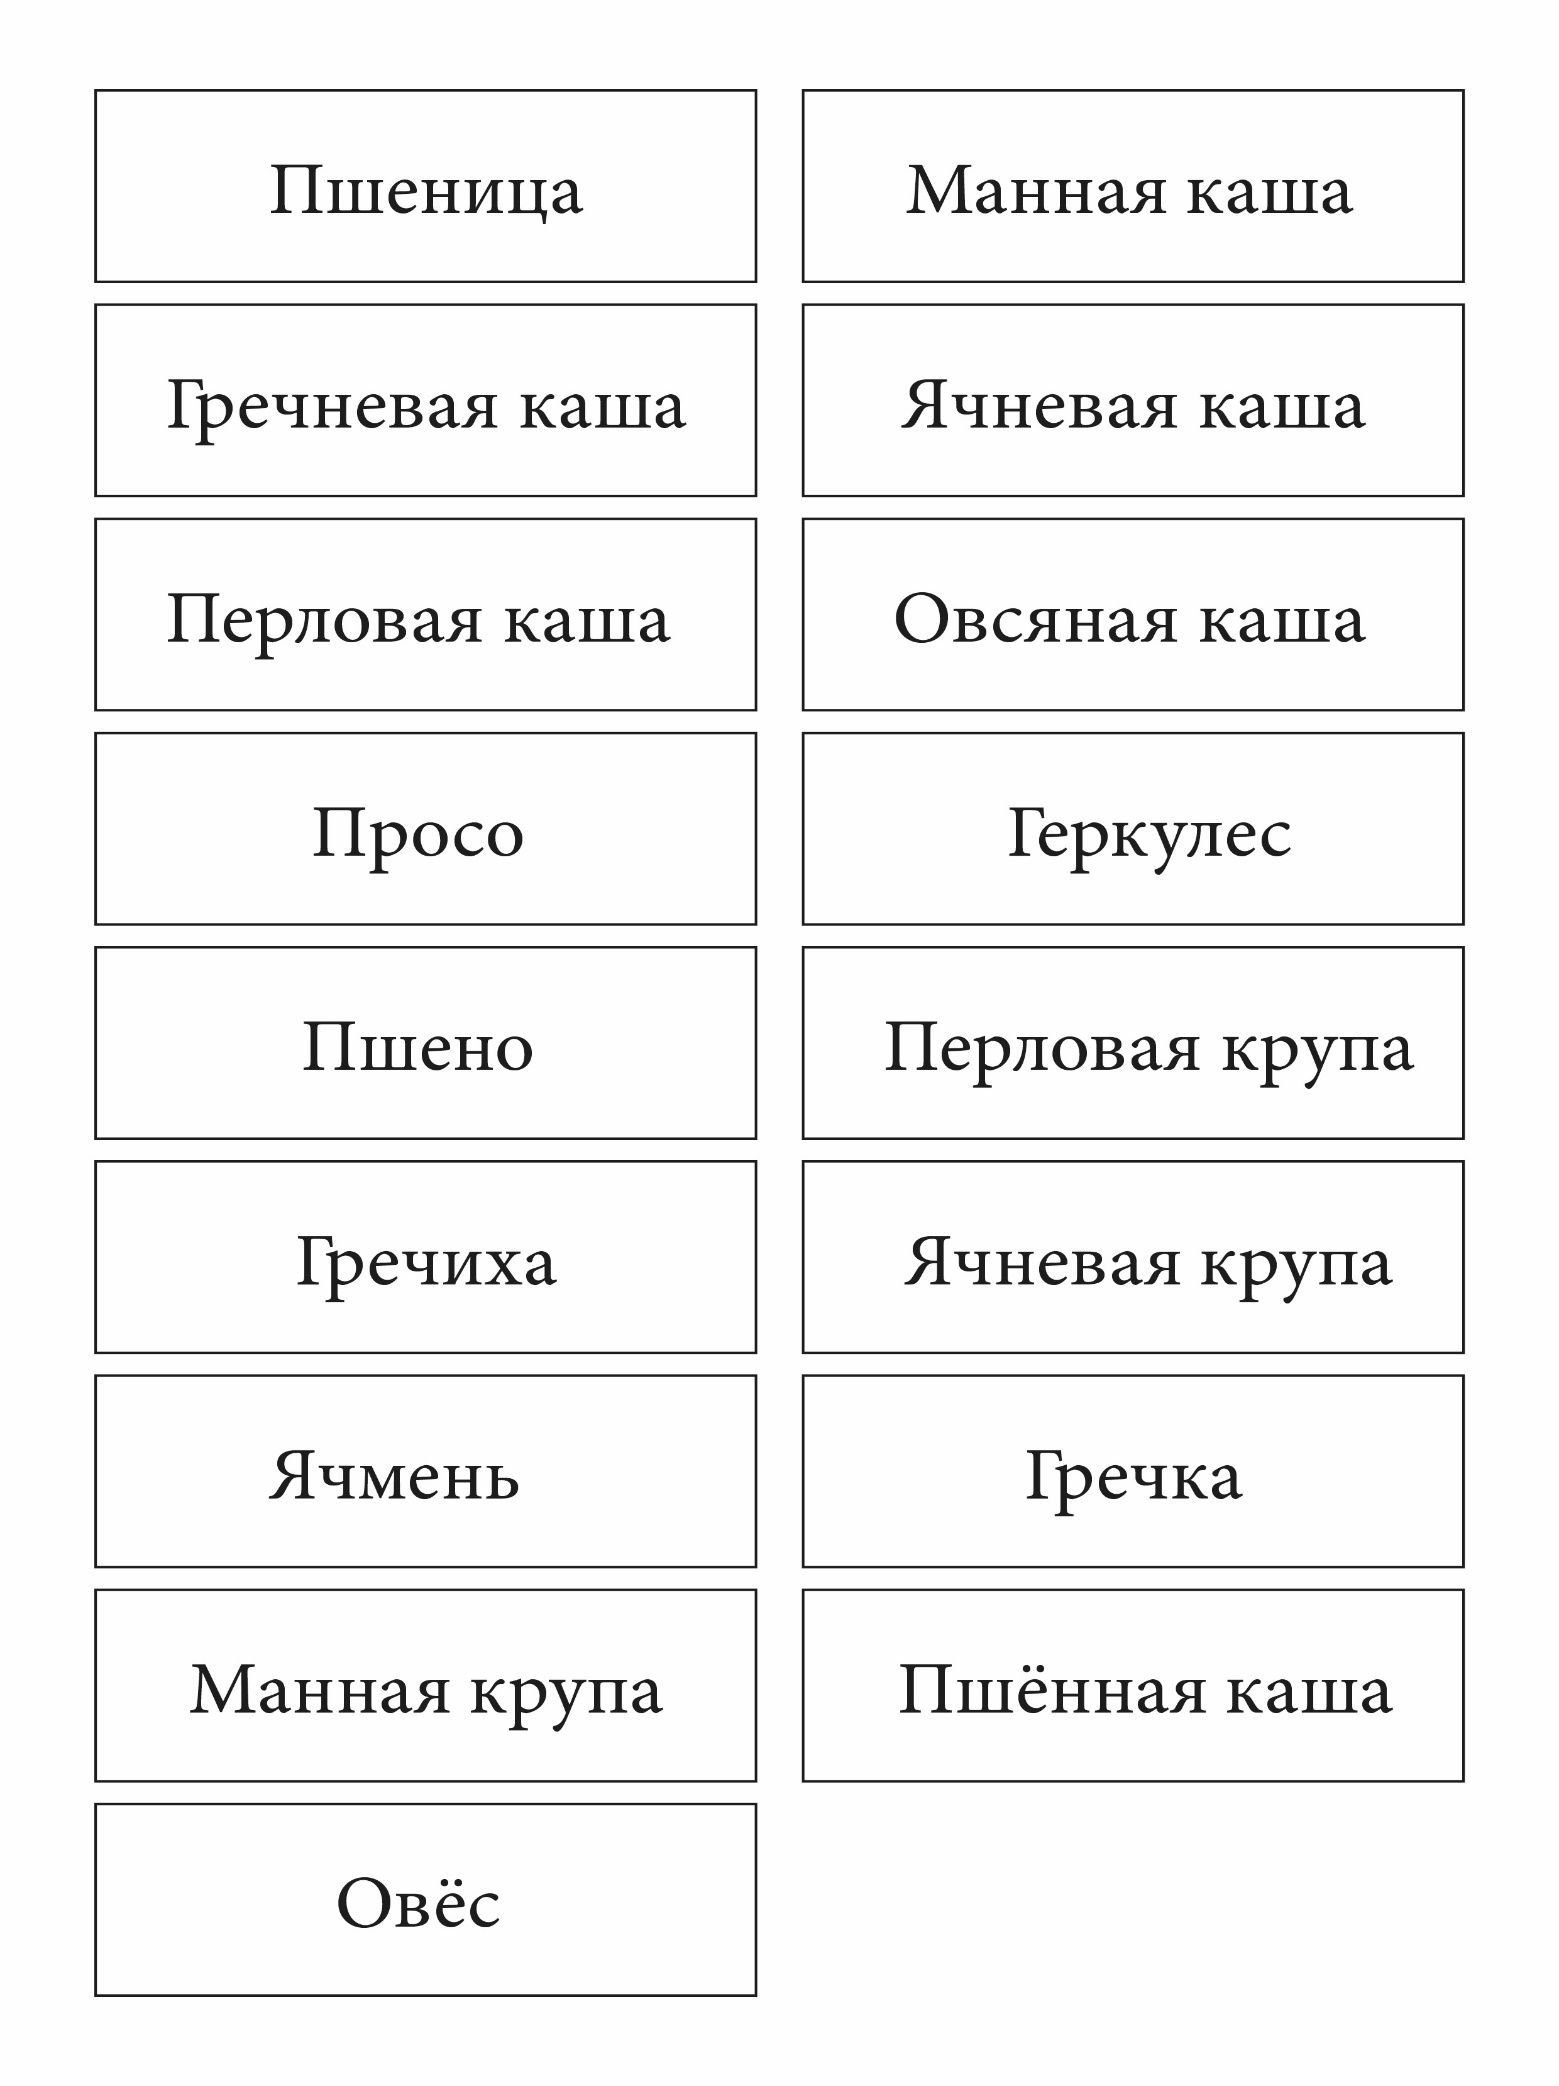 Пшеница
Манная каша
Гречневая каша
Ячневая каша
Перловая каша
Овсяная каша
Просо
Геркулес
Пшено
Перловая крупа
Гречиха
Ячневая крупа
Ячмень
Гречка
Манная крупа
Пшённая каша
Овёс